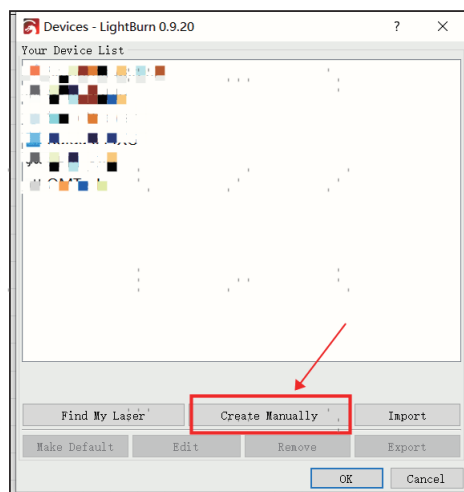 Devices - LightBurn 0.9.20
Your Device List
Find My Laser Create Manually Import
Make Default Edit Remove Export
OK Cancel